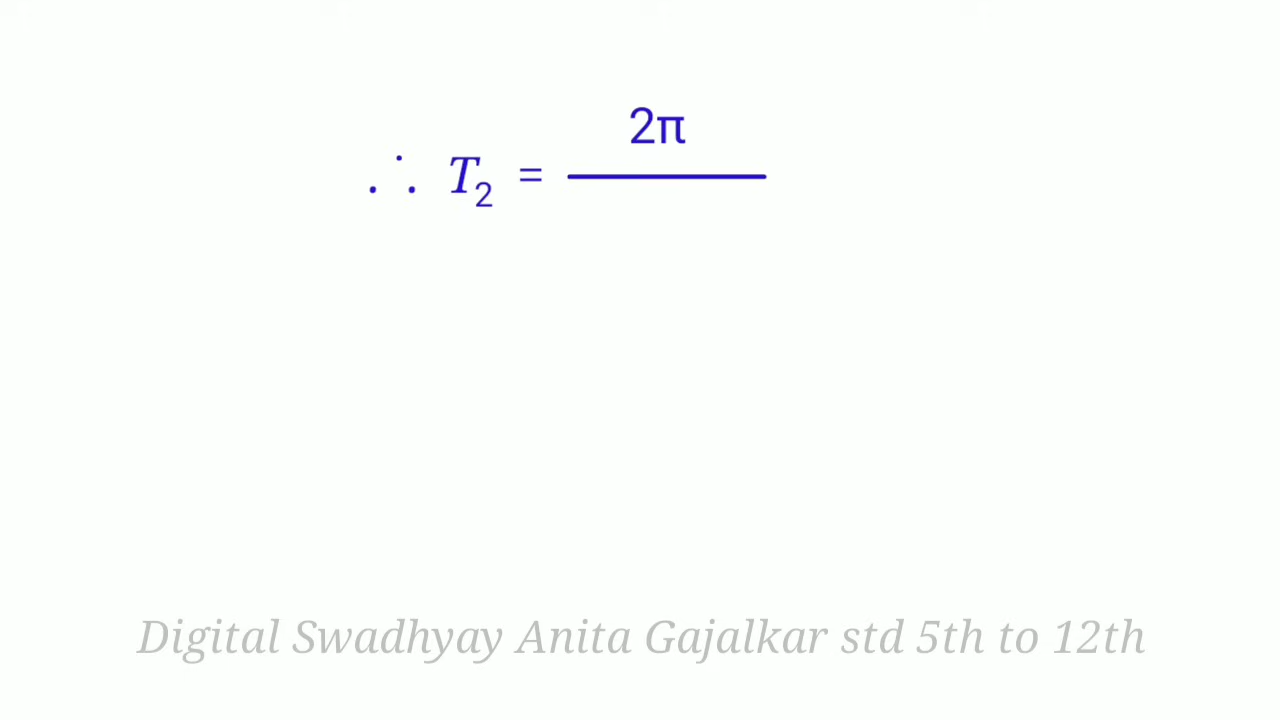 ∴ T₂ = 2π/
Digital Swadhyay Anita Gajalkar std 5th to 12th